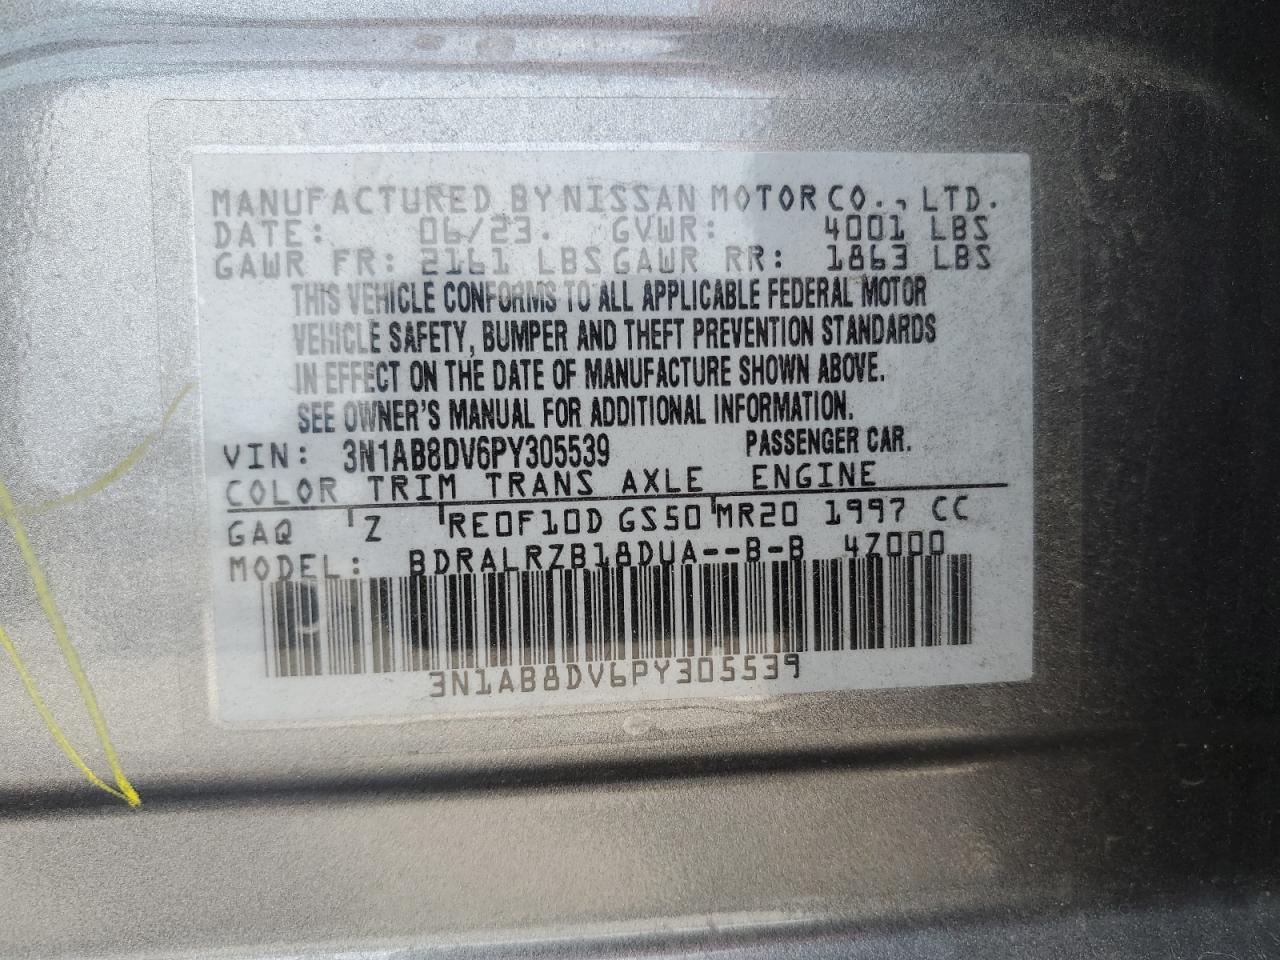 MANUFACTURED BY NISSAN MOTOR CO., LTD.
DATE: 06/23. GVWR: 4001 LBS
GAWR FR: 2161 LBS GAWR RR: 1863 LBS
THIS VEHICLE CONFORMS TO ALL APPLICABLE FEDERAL MOTOR
VEHICLE SAFETY, BUMPER AND THEFT PREVENTION STANDARDS
IN EFFECT ON THE DATE OF MANUFACTURE SHOWN ABOVE.
SEE OWNER'S MANUAL FOR ADDITIONAL INFORMATION.
VIN: 3N1AB8DV6PY305539 PASSENGER CAR.
COLOR TRIM TRANS AXLE ENGINE
GAQ Z RE0F10D GS50 MR20 1997 CC
MODEL: BDRALRZB18DUA--B-B 4Z000
3N1AB8DV6PY305539